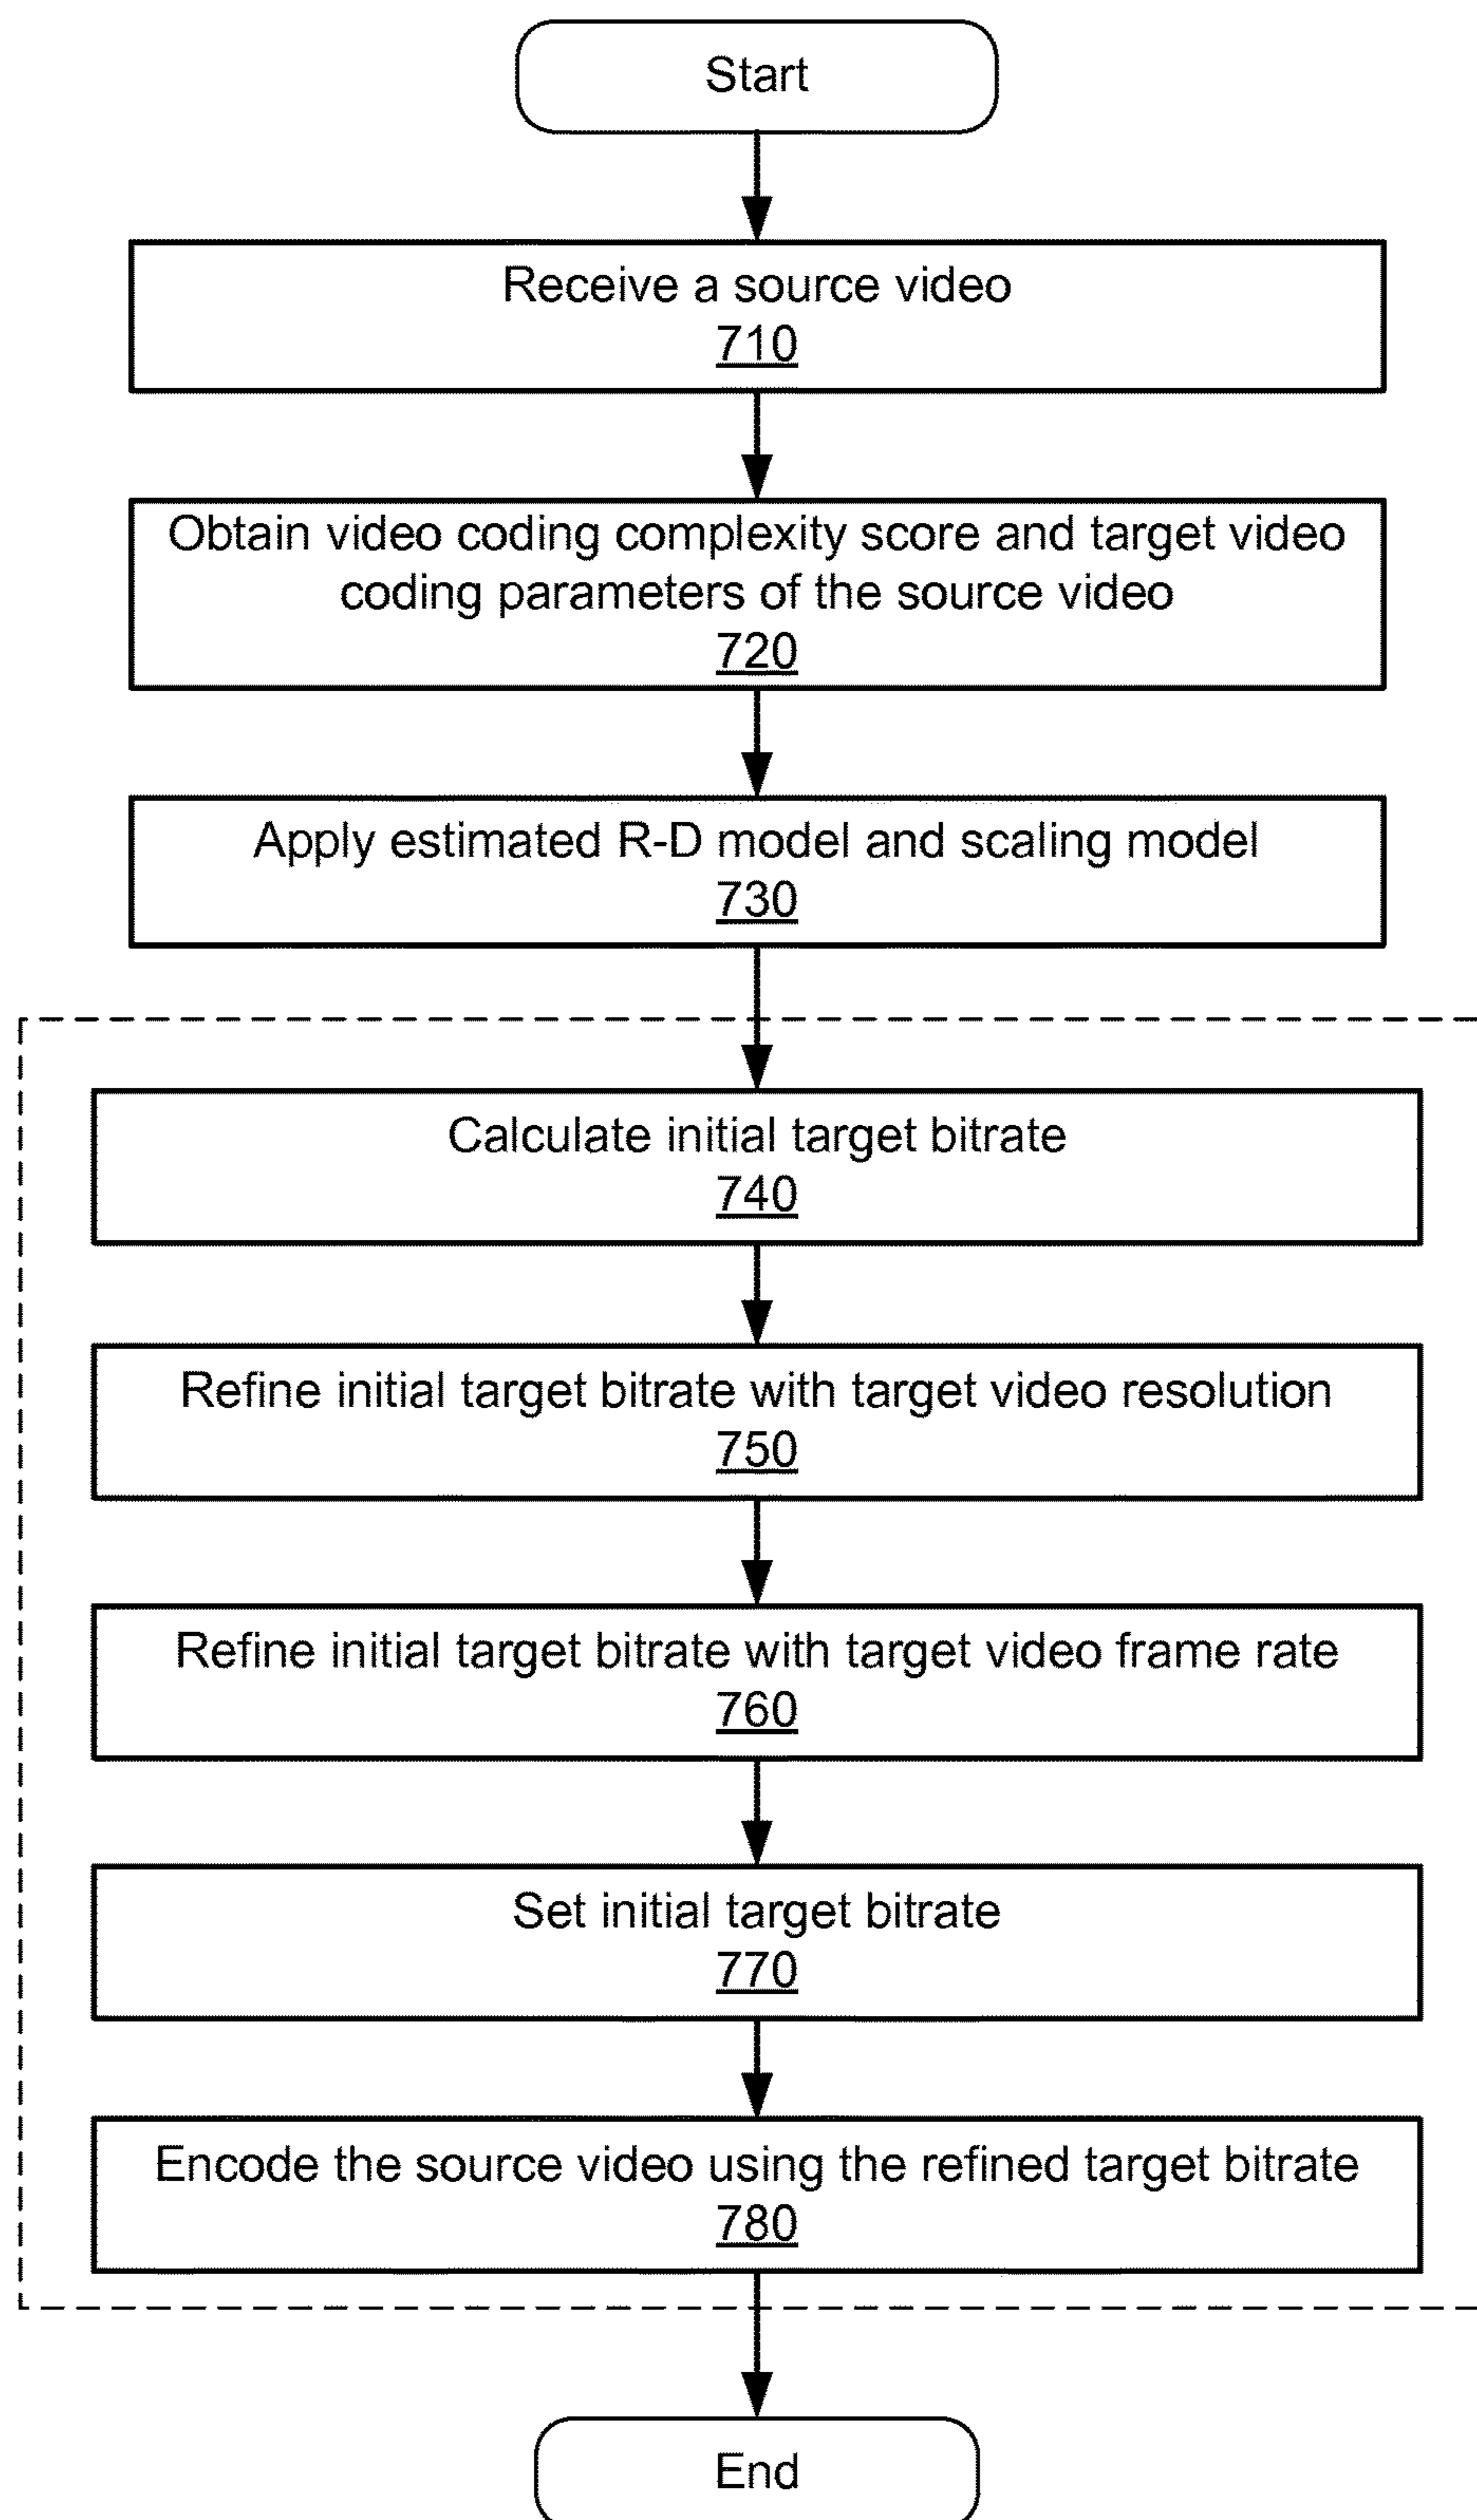 Start
Receive a source video
710
Obtain video coding complexity score and target video
coding parameters of the source video
720
Apply estimated R-D model and scaling model
730
Calculate initial target bitrate
740
Refine initial target bitrate with target video resolution
750
Refine initial target bitrate with target video frame rate
760
Set initial target bitrate
770
Encode the source video using the refined target bitrate
780
End